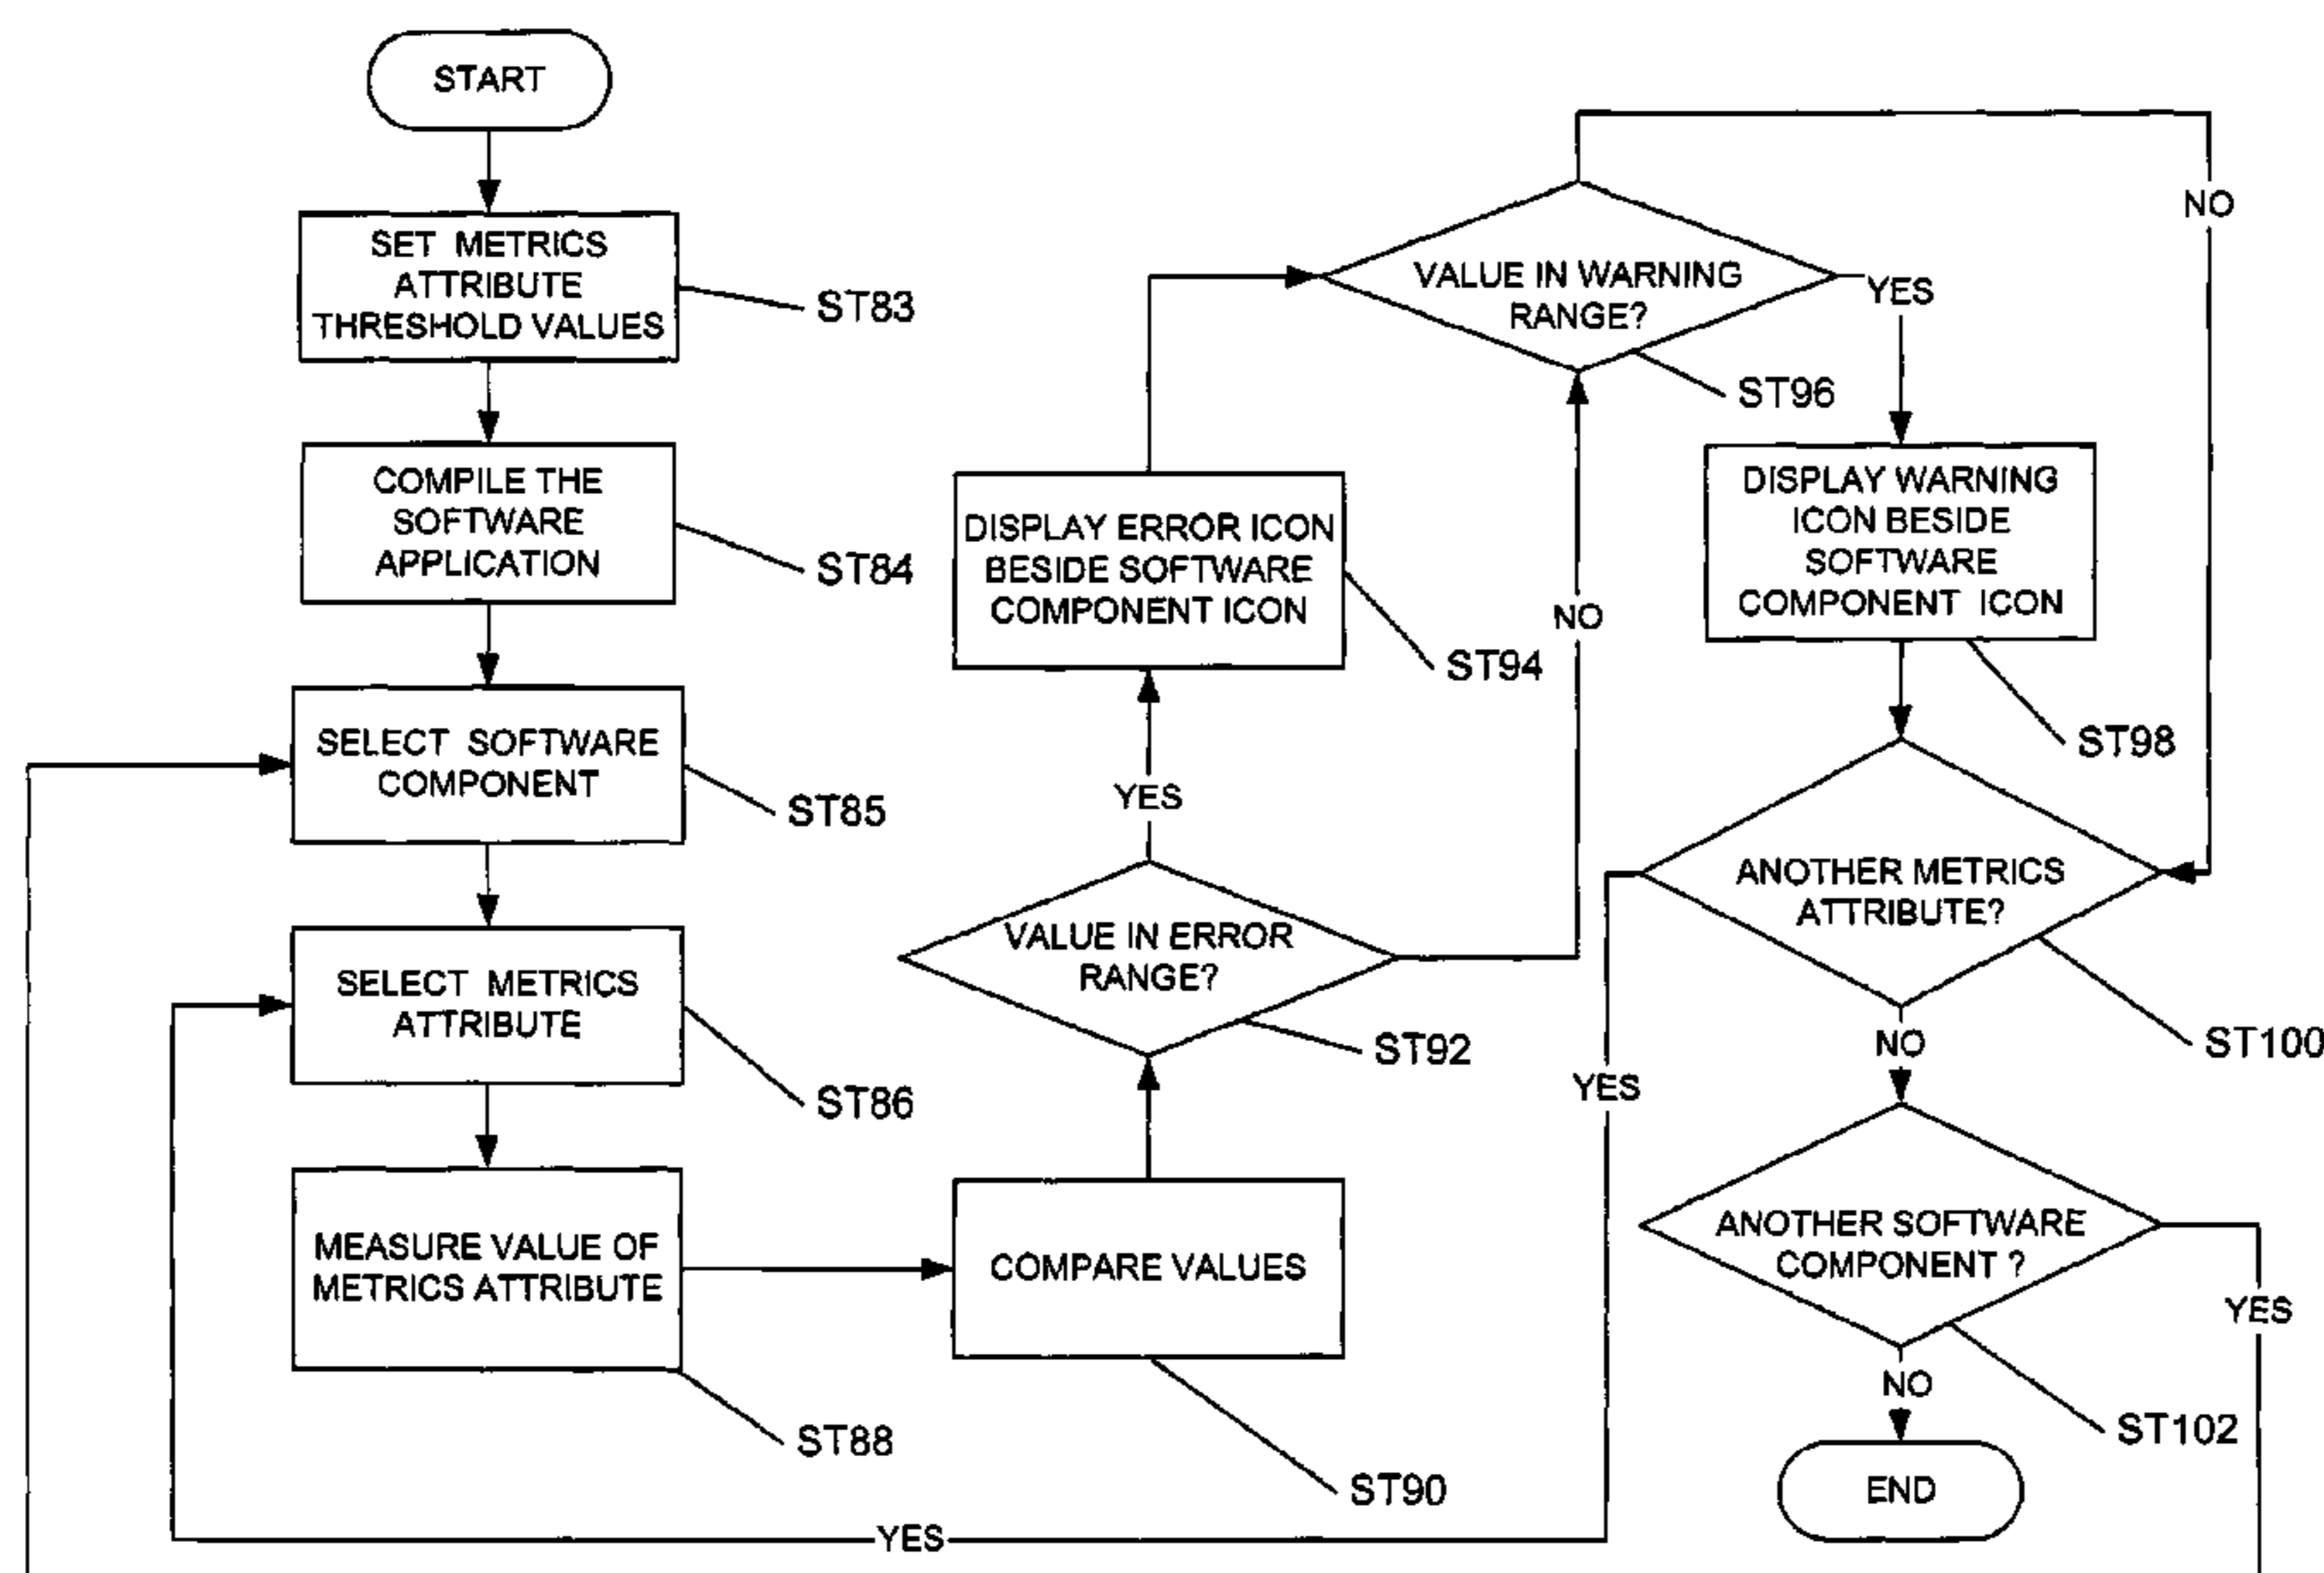 START
SET METRICS
ATTRIBUTE
THRESHOLD VALUES
ST83
COMPILE THE
SOFTWARE
APPLICATION
ST84
SELECT SOFTWARE
COMPONENT
ST85
SELECT METRICS
ATTRIBUTE
ST86
MEASURE VALUE OF
METRICS ATTRIBUTE
ST88
COMPARE VALUES
ST90
VALUE IN ERROR
RANGE?
ST92
YES
NO
DISPLAY ERROR ICON
BESIDE SOFTWARE
COMPONENT ICON
ST94
VALUE IN WARNING
RANGE?
ST96
YES
NO
DISPLAY WARNING
ICON BESIDE
SOFTWARE
COMPONENT ICON
ST98
ANOTHER METRICS
ATTRIBUTE?
ST100
YES
YES
NO
ANOTHER SOFTWARE
COMPONENT ?
ST102
YES
NO
END